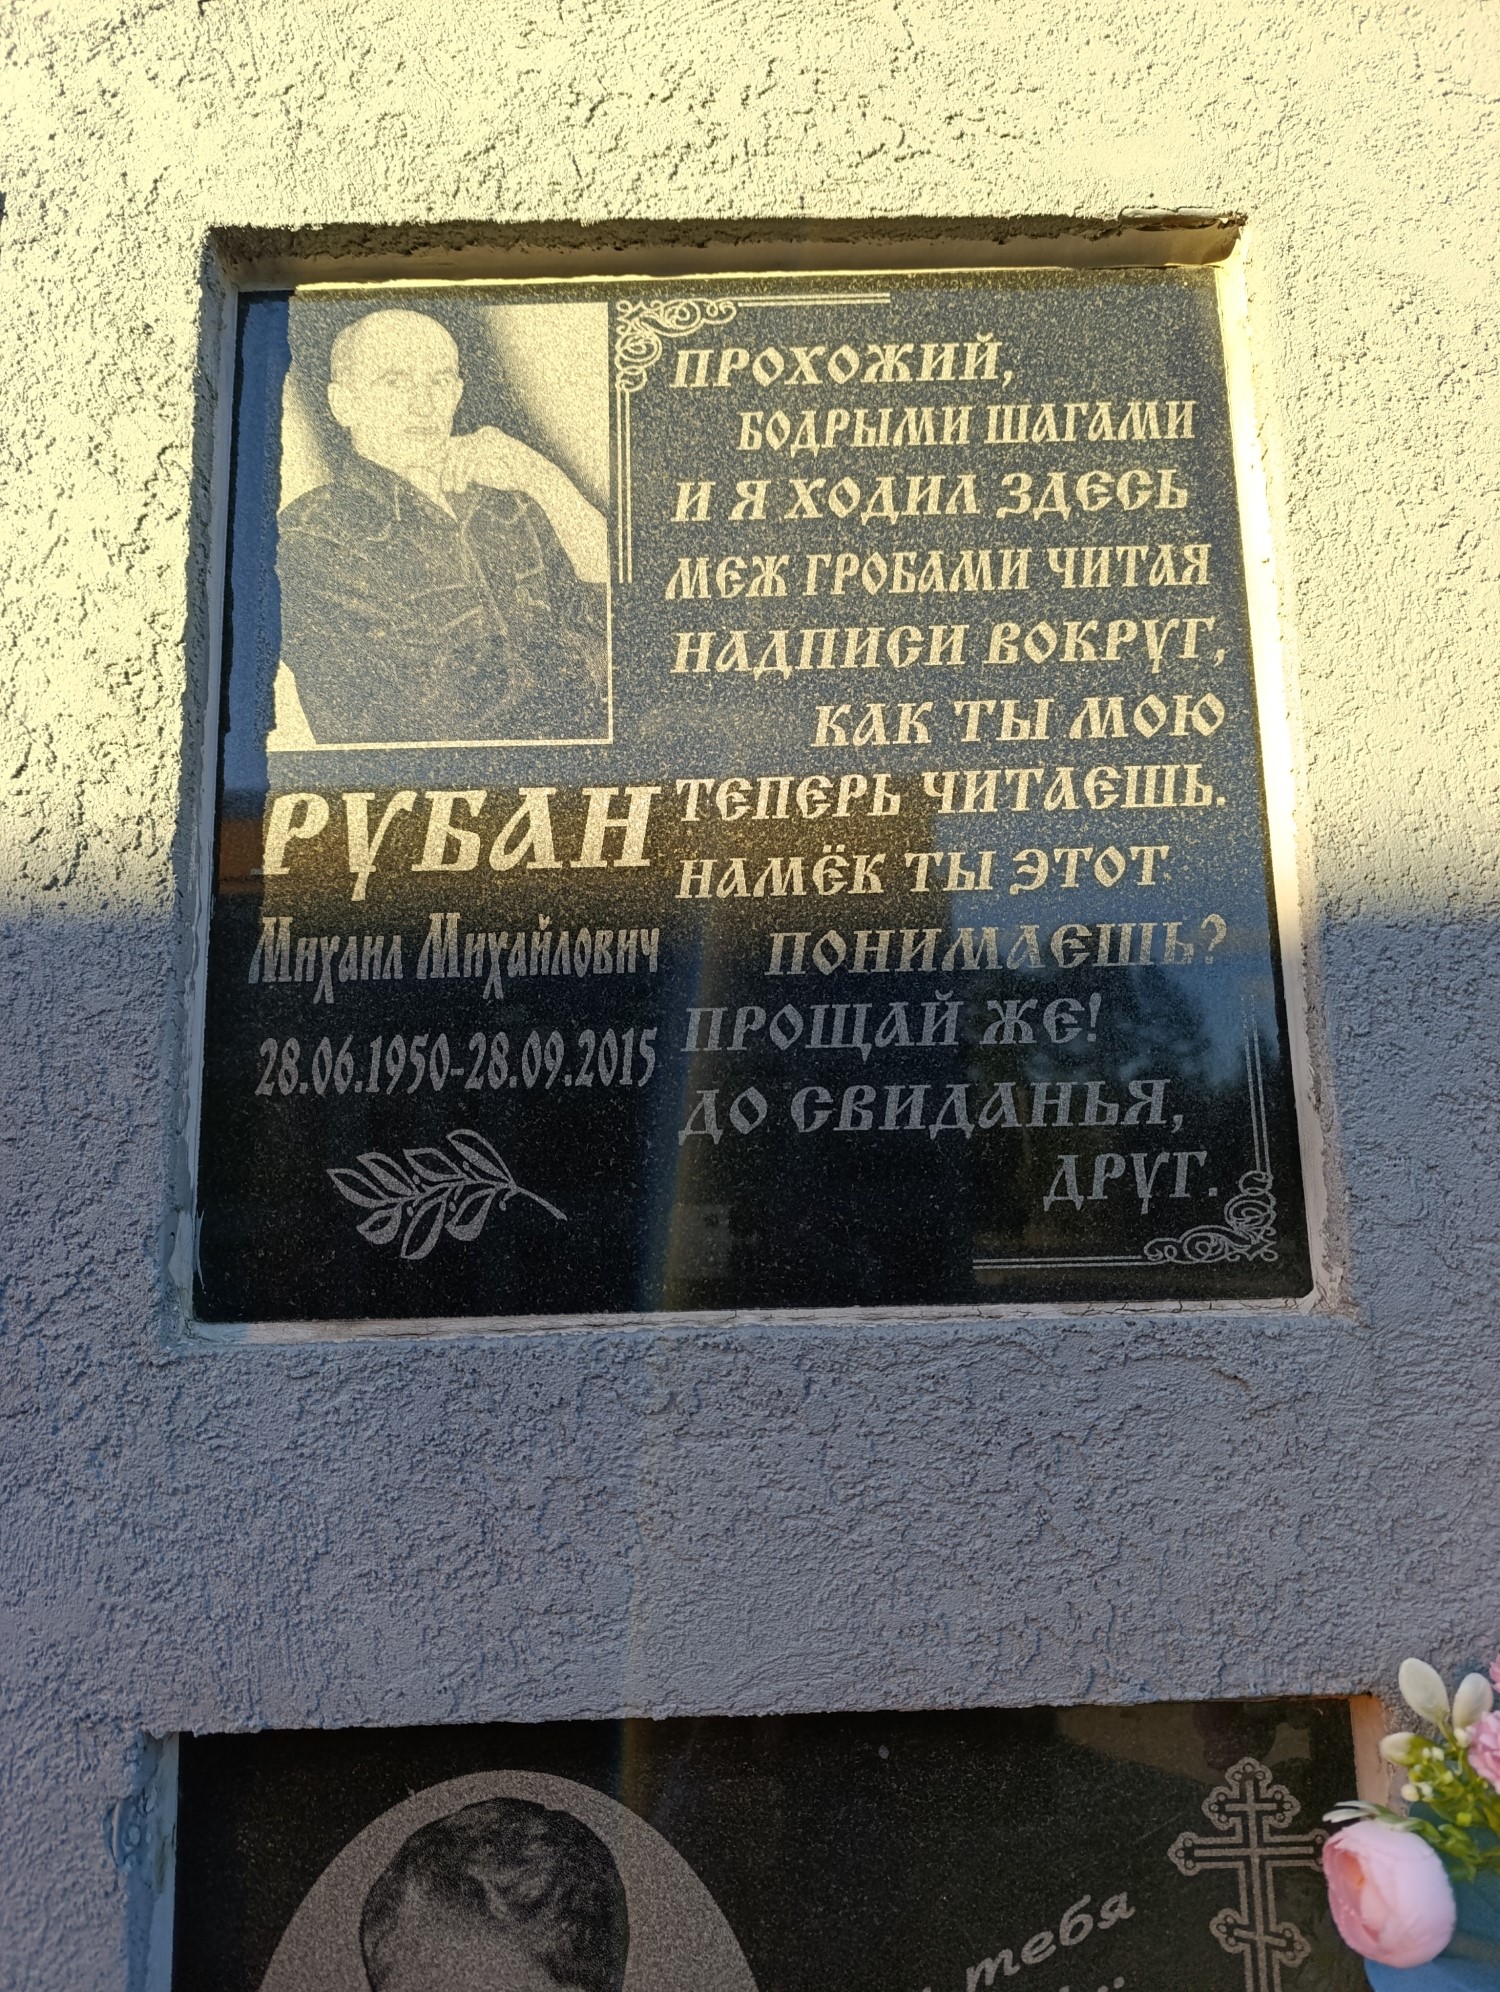 ПРОХОЖИЙ,
БОДРЫМИ ШАГАМИ
И Я ХОДИЛ ЗДЕСЬ
МЕЖ ГРОБАМИ ЧИТАЯ
НАДПИСИ ВОКРУГ,
КАК ТЫ МОЮ
ТЕПЕРЬ ЧИТАЕШЬ.
НАМЁК ТЫ ЭТОТ
ПОНИМАЕШЬ?
ПРОЩАЙ ЖЕ!
ДО СВИДАНЬЯ,
ДРУГ.
РУБАН
Михаил Михайлович
28.06.1950-28.09.2015
тебя